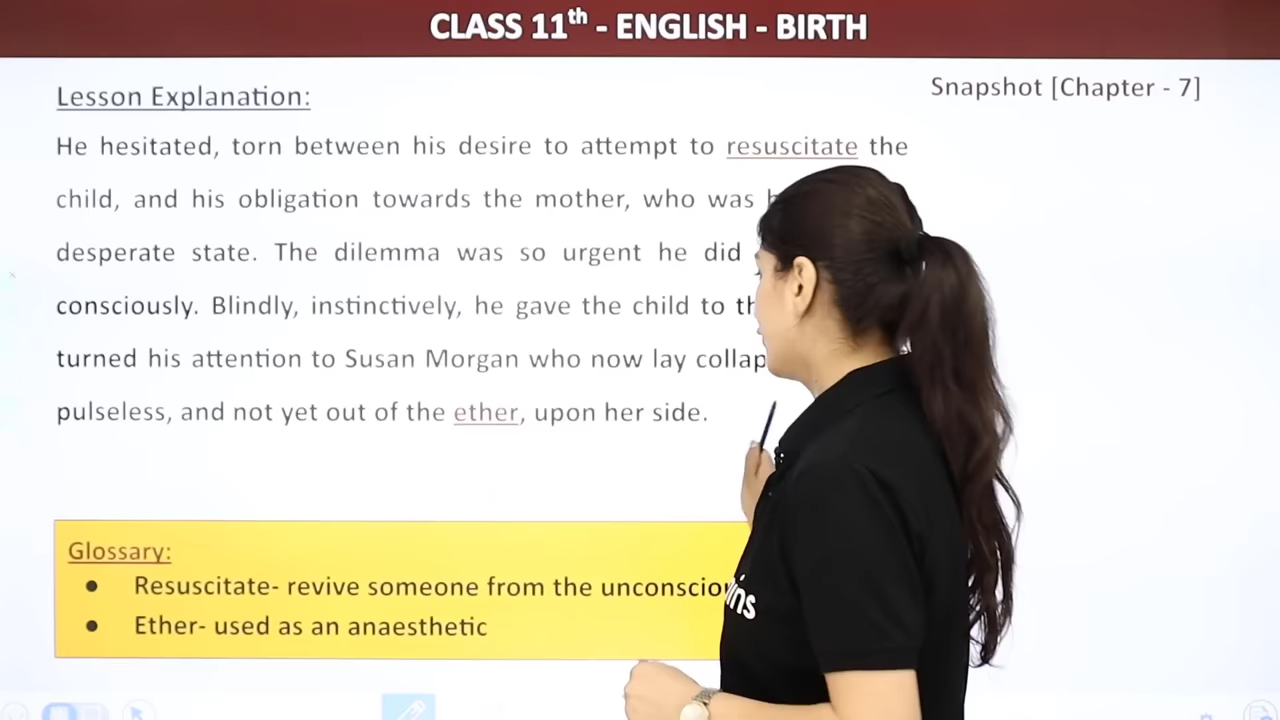 CLASS 11th - ENGLISH - BIRTH
Snapshot [Chapter - 7]
Lesson Explanation:
He hesitated, torn between his desire to attempt to resuscitate the
child, and his obligation towards the mother, who was
desperate state. The dilemma was so urgent he did
consciously. Blindly, instinctively, he gave the child to
turned his attention to Susan Morgan who now lay
pulseless, and not yet out of the ether, upon her side.
Glossary:
● Resuscitate- revive someone from the
● Ether- used as an anaesthetic